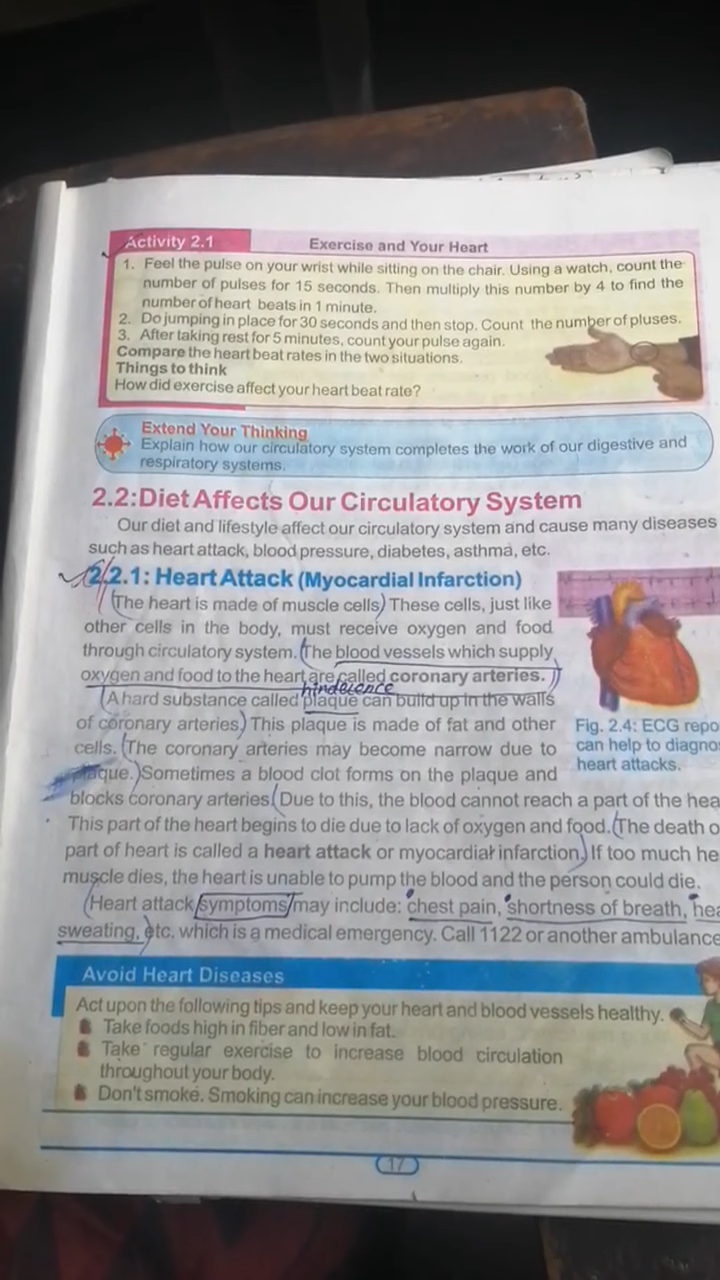 Activity 2.1 Exercise and Your Heart
1. Feel the pulse on your wrist while sitting on the chair. Using a watch, count the
number of pulses for 15 seconds. Then multiply this number by 4 to find the
number of heart beats in 1 minute.
2. Do jumping in place for 30 seconds and then stop. Count the number of pluses.
3. After taking rest for 5 minutes, count your pulse again.
Compare the heart beat rates in the two situations.
Things to think
How did exercise affect your heart beat rate?
Extend Your Thinking
Explain how our circulatory system completes the work of our digestive and
respiratory systems.
2.2:Diet Affects Our Circulatory System
Our diet and lifestyle affect our circulatory system and cause many diseases
such as heart attack, blood pressure, diabetes, asthma, etc.
2.2.1: Heart Attack (Myocardial Infarction)
(The heart is made of muscle cells) These cells, just like
other cells in the body, must receive oxygen and food
through circulatory system. (The blood vessels which supply
oxygen and food to the heart are called coronary arteries.)
hinderence
(A hard substance called plaque can build up in the walls
of coronary arteries) This plaque is made of fat and other
cells. (The coronary arteries may become narrow due to
plaque.) Sometimes a blood clot forms on the plaque and
blocks coronary arteries (Due to this, the blood cannot reach a part of the hea
This part of the heart begins to die due to lack of oxygen and food. (The death o
part of heart is called a heart attack or myocardial infarction) If too much he
muscle dies, the heart is unable to pump the blood and the person could die.
(Heart attack symptoms may include: chest pain, shortness of breath, hea
sweating, etc. which is a medical emergency. Call 1122 or another ambulance
Fig. 2.4: ECG repo
can help to diagno
heart attacks.
Avoid Heart Diseases
Act upon the following tips and keep your heart and blood vessels healthy.
Take foods high in fiber and low in fat.
Take regular exercise to increase blood circulation
throughout your body.
Don't smoke. Smoking can increase your blood pressure.
17